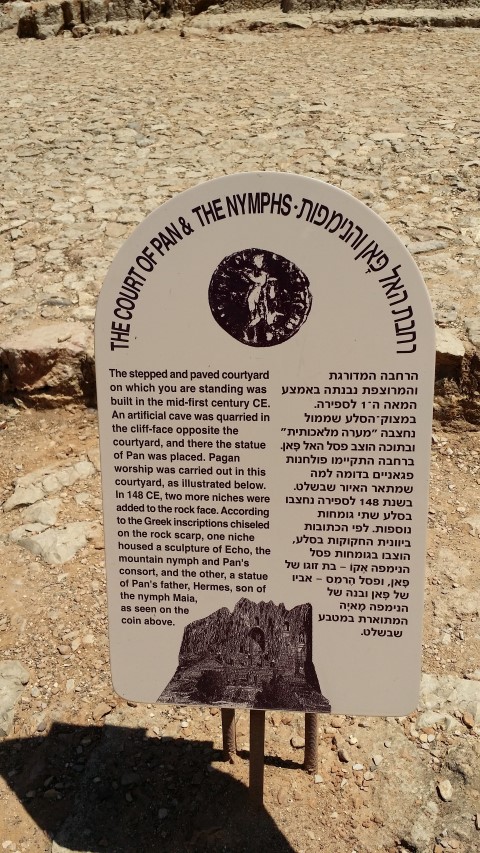 THE COURT OF PAN & THE NYMPHS · רחבת האל פָּאן והנימפות
The stepped and paved courtyard
on which you are standing was
built in the mid-first century CE.
An artificial cave was quarried in
the cliff-face opposite the
courtyard, and there the statue
of Pan was placed. Pagan
worship was carried out in this
courtyard, as illustrated below.
In 148 CE, two more niches were
added to the rock face. According
to the Greek inscriptions chiseled
on the rock scarp, one niche
housed a sculpture of Echo, the
mountain nymph and Pan's
consort, and the other, a statue
of Pan's father, Hermes, son of
the nymph Maia,
as seen on the
coin above.
הרחבה המדורגת
והמרוצפת נבנתה באמצע
המאה ה־1 לספירה.
במצוק־הסלע שממול
נחצבה "מערה מלאכותית"
ובתוכה הוצב פסל האל פָּאן.
ברחבה התקיימו פולחנות
פגאניים בדומה למה
שמתאר האיור שבשלט.
בשנת 148 לספירה נחצבו
בסלע שתי גומחות
נוספות. לפי הכתובות
ביוונית החקוקות בסלע,
הוצבו בגומחות פסל
הנימפה אֶקוֹ – בת זוגו של
פָּאן, ופסל הֶרמס – אביו
של פָּאן ובנה של
הנימפה מַאיָה
המתוארת במטבע
שבשלט.